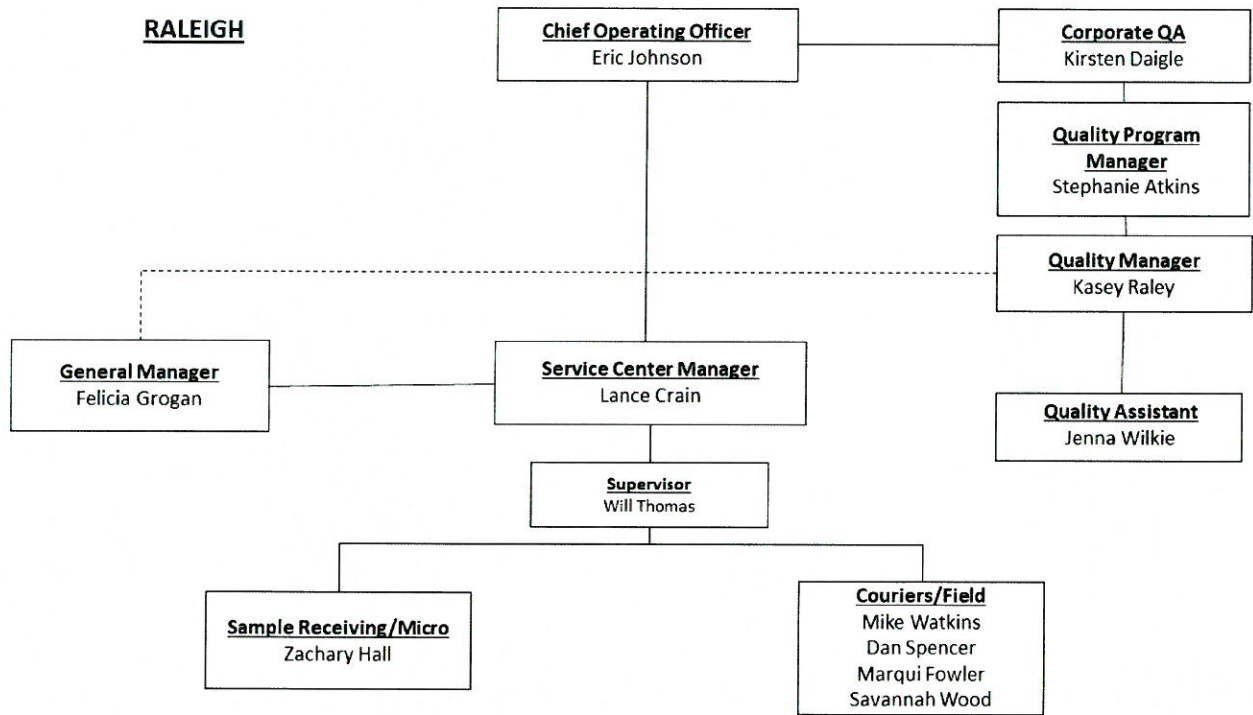 RALEIGH
Chief Operating Officer
Eric Johnson
Corporate QA
Kirsten Daigle
Quality Program
Manager
Stephanie Atkins
Quality Manager
Kasey Raley
General Manager
Felicia Grogan
Service Center Manager
Lance Crain
Quality Assistant
Jenna Wilkie
Supervisor
Will Thomas
Sample Receiving/Micro
Zachary Hall
Couriers/Field
Mike Watkins
Dan Spencer
Marqui Fowler
Savannah Wood